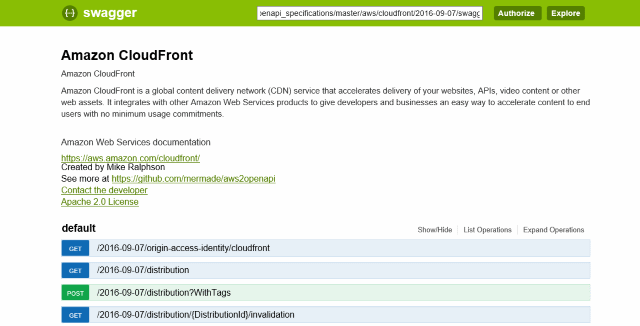 {···} swagger
penapi_specifications/master/aws/cloudfront/2016-09-07/swagg
Authorize
Explore
Amazon CloudFront
Amazon CloudFront
Amazon CloudFront is a global content delivery network (CDN) service that accelerates delivery of your websites, APIs, video content or other
web assets. It integrates with other Amazon Web Services products to give developers and businesses an easy way to accelerate content to end
users with no minimum usage commitments.
Amazon Web Services documentation
https://aws.amazon.com/cloudfront/
Created by Mike Ralphson
See more at https://github.com/mermade/aws2openapi
Contact the developer
Apache 2.0 License
default
Show/Hide
List Operations
Expand Operations
GET /2016-09-07/origin-access-identity/cloudfront
GET /2016-09-07/distribution
POST /2016-09-07/distribution?WithTags
GET /2016-09-07/distribution/{DistributionId}/invalidation